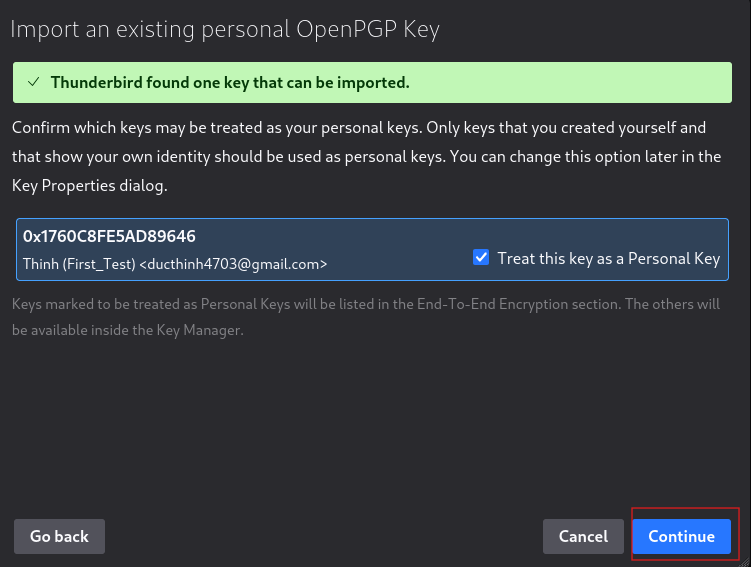 Import an existing personal OpenPGP Key
Thunderbird found one key that can be imported.
Confirm which keys may be treated as your personal keys. Only keys that you created yourself and
that show your own identity should be used as personal keys. You can change this option later in the
Key Properties dialog.
0x1760C8FE5AD89646
Thinh (First_Test) <ducthinh4703@gmail.com>
Treat this key as a Personal Key
Keys marked to be treated as Personal Keys will be listed in the End-To-End Encryption section. The others will
be available inside the Key Manager.
Go back
Cancel
Continue